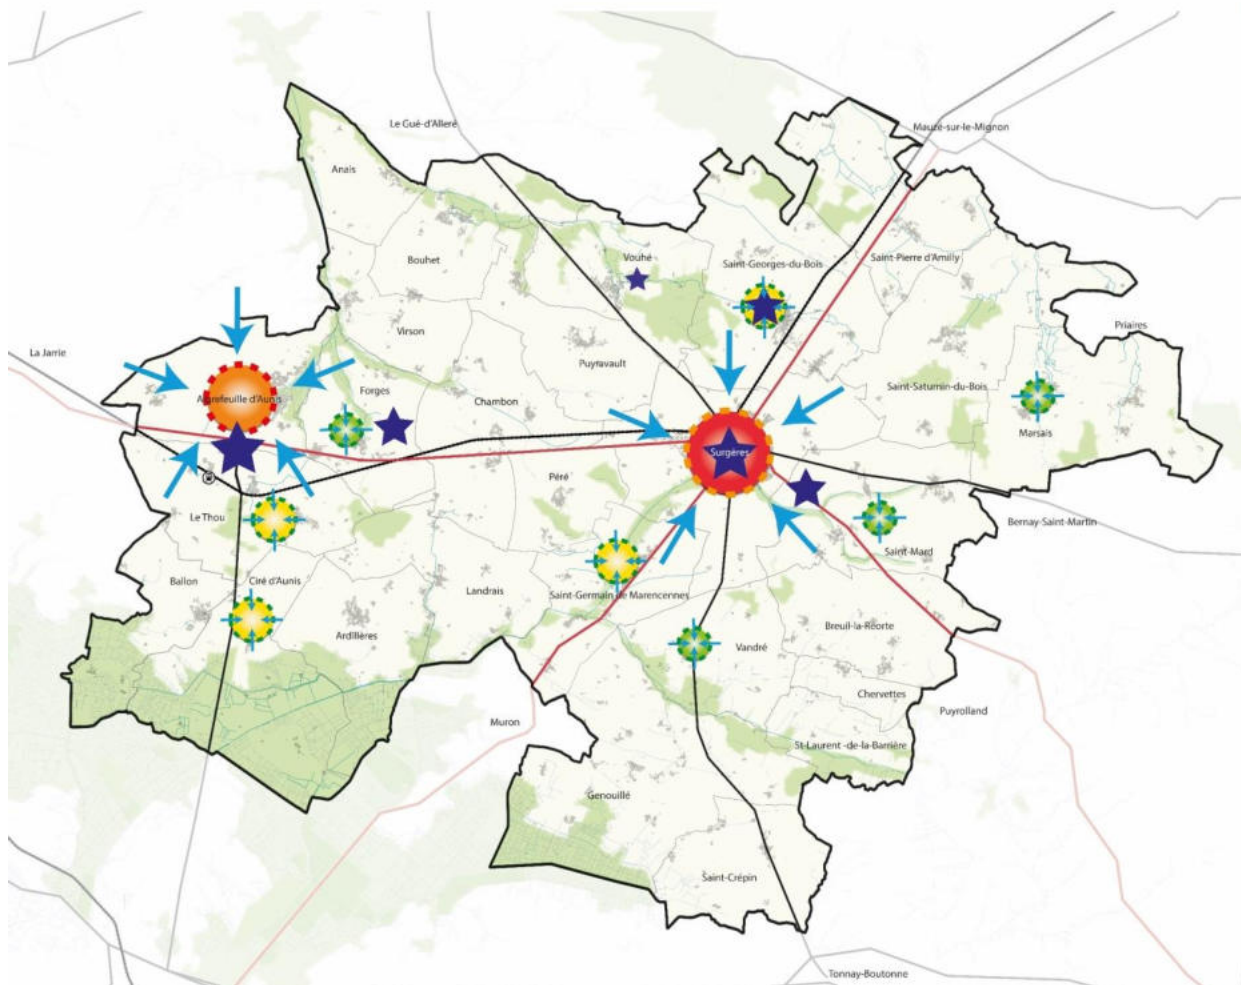 Le Gué-d'Alleré
Mauzé-sur-le-Mignon
Anais
Bouhet
Vouhé
Saint-Georges-du-Bois
Saint-Pierre d'Amilly
Priaires
Virson
La Jarrie
Puyravault
Forges
Aigrefeuille d'Aunis
Chambon
Saint-Saturnin-du-Bois
Marsais
Surgères
Péré
Le Thou
Bernay-Saint-Martin
Saint-Mard
Ballon
Ciré d'Aunis
Landrais
Saint-Germain de Marencennes
Ardillères
Breuil-la-Réorte
Vandré
Chervettes
Puyrolland
Muron
St-Laurent -de-la-Barrière
Genouillé
Saint-Crépin
Tonnay-Boutonne